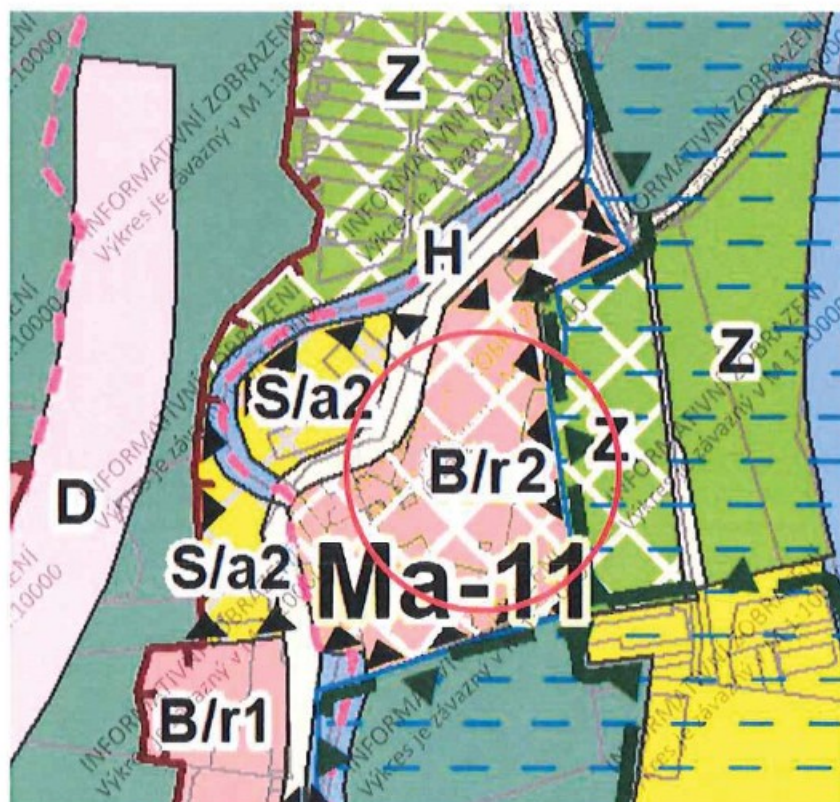 INFORMATIVNÍ ZOBRAZENÍ
Výkres je závazný v M 1:10000
Z
H
S/a2
B/r2
Z
Z
D
S/a2
Ma-11
B/r1